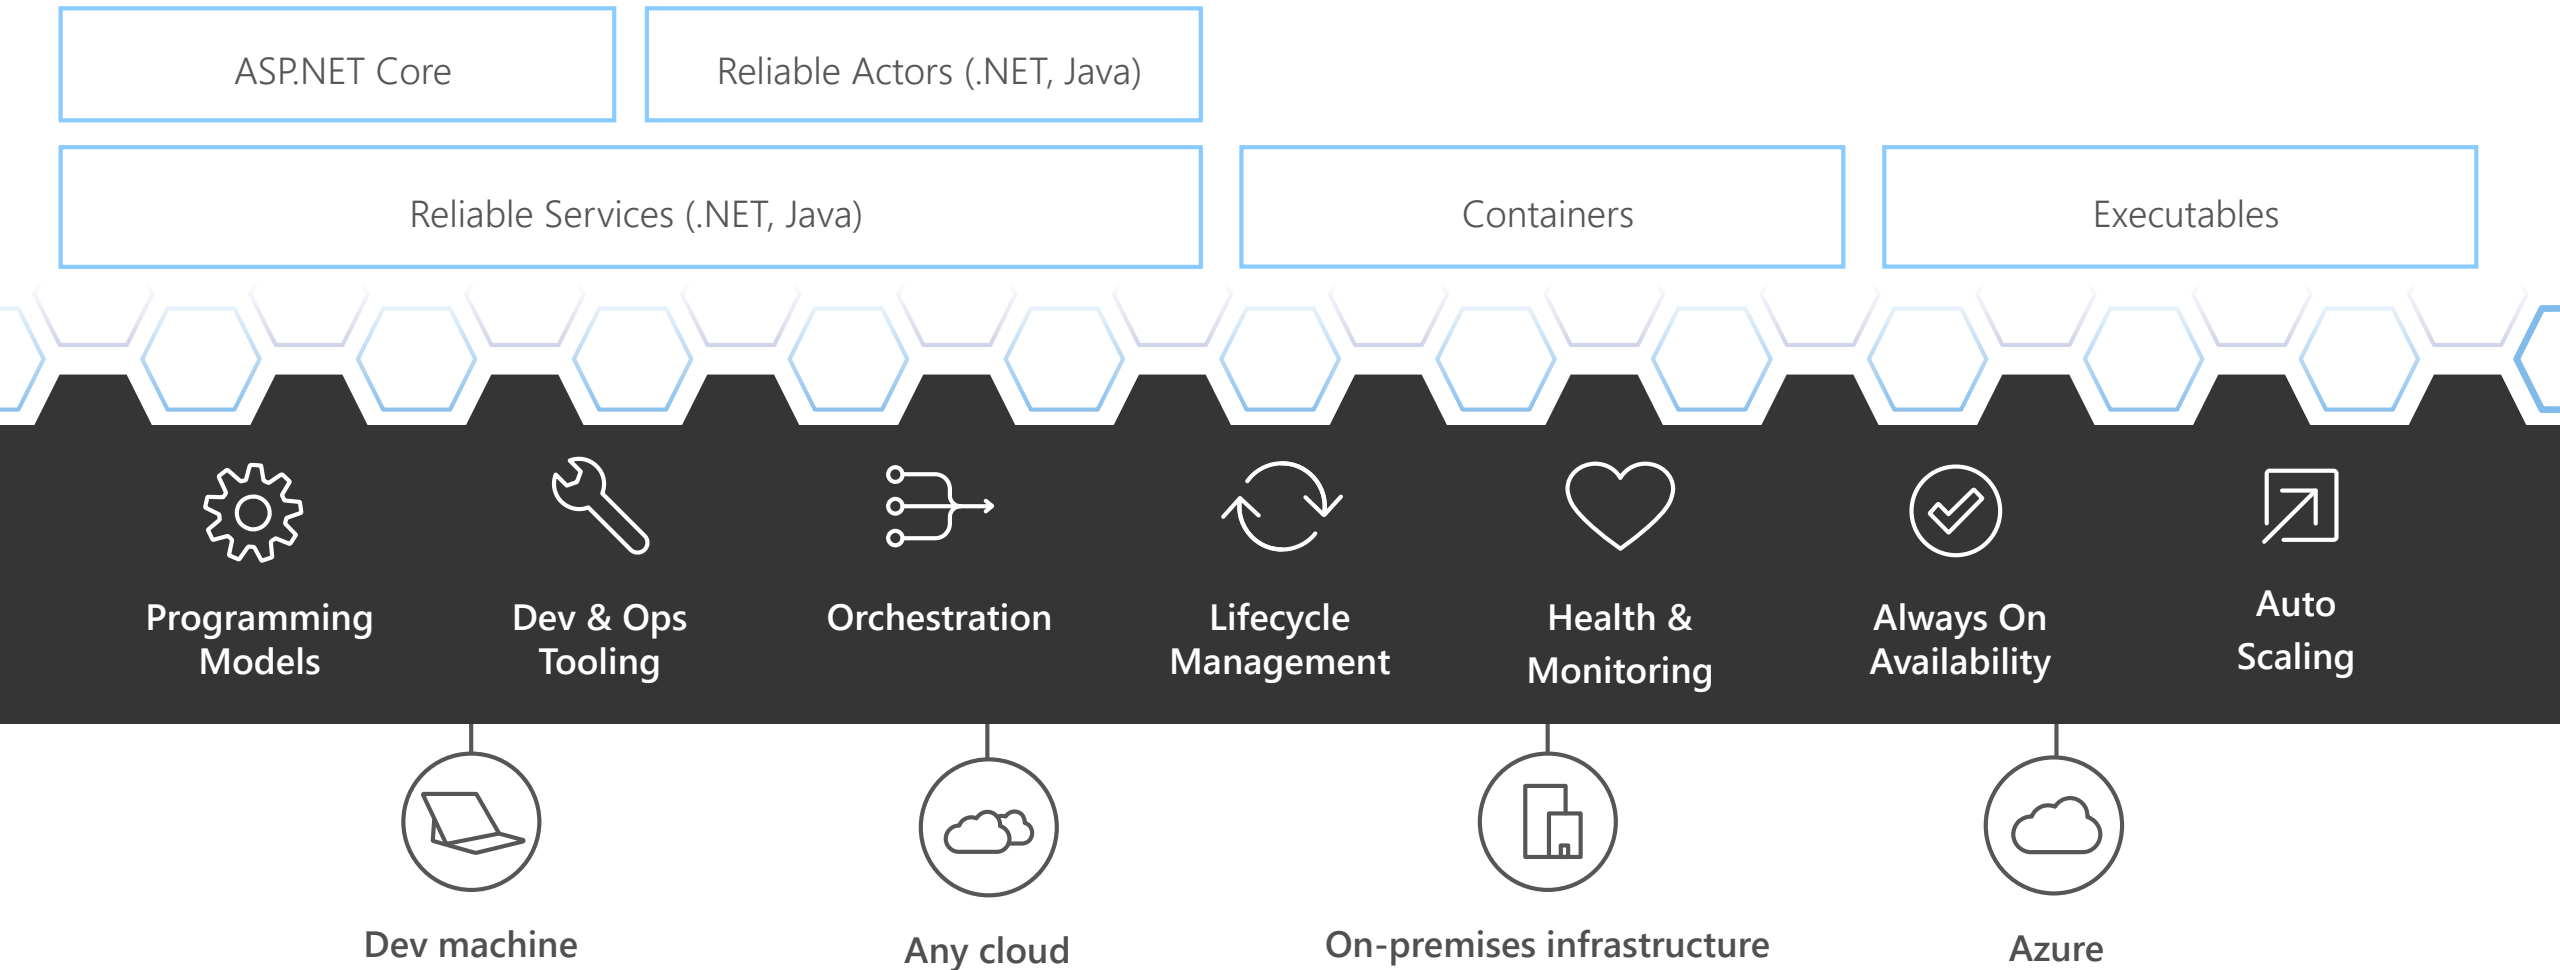 ASP.NET Core
Reliable Actors (.NET, Java)
Reliable Services (.NET, Java)
Containers
Executables
Programming
Models
Dev & Ops
Tooling
Orchestration
Lifecycle
Management
Health &
Monitoring
Always On
Availability
Auto
Scaling
Dev machine
Any cloud
On-premises infrastructure
Azure